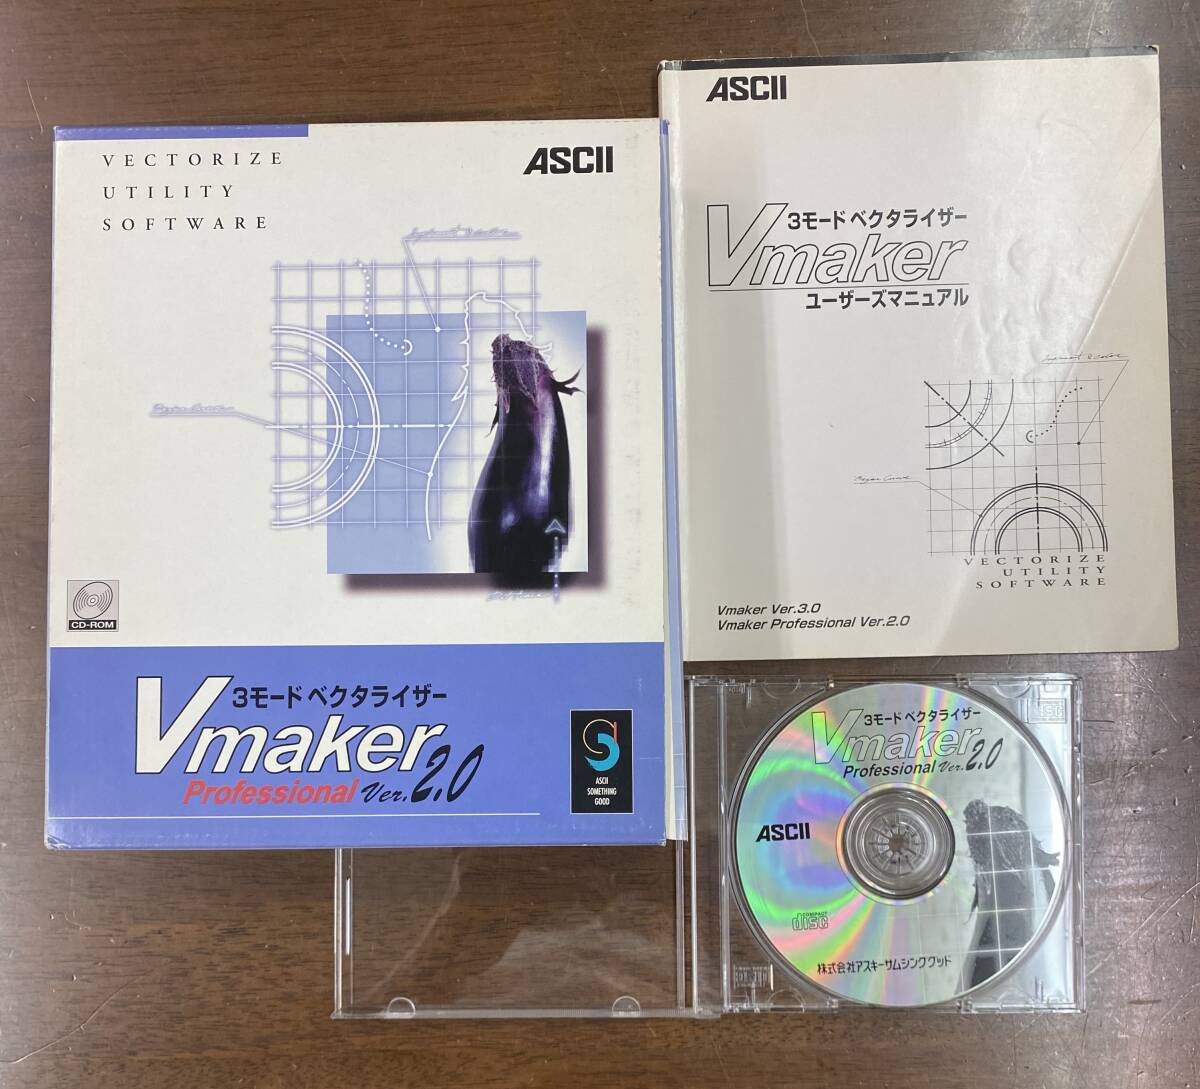 VECTORIZE
UTILITY
SOFTWARE
ASCII
CD-ROM
3モード ベクタライザー
Vmaker
Professional Ver.2.0
ASCII
SOMETHING
GOOD
ASCII
3モード ベクタライザー
Vmaker
ユーザーズマニュアル
VECTORIZE
UTILITY
SOFTWARE
Vmaker Ver.3.0
Vmaker Professional Ver.2.0
3モード ベクタライザー
Vmaker
Professional Ver.2.0
ASCII
COMPACT
disc
株式会社アスキーサムシンググッド